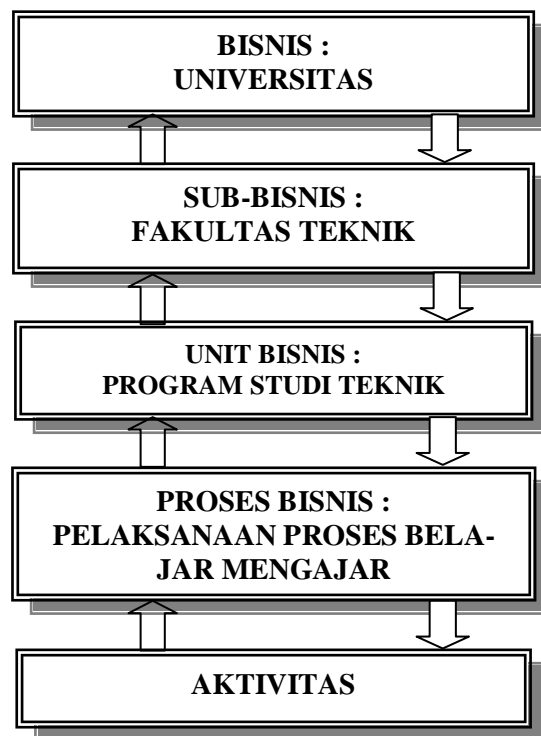 BISNIS :
UNIVERSITAS
SUB-BISNIS :
FAKULTAS TEKNIK
UNIT BISNIS :
PROGRAM STUDI TEKNIK
PROSES BISNIS :
PELAKSANAAN PROSES BELA-
JAR MENGAJAR
AKTIVITAS